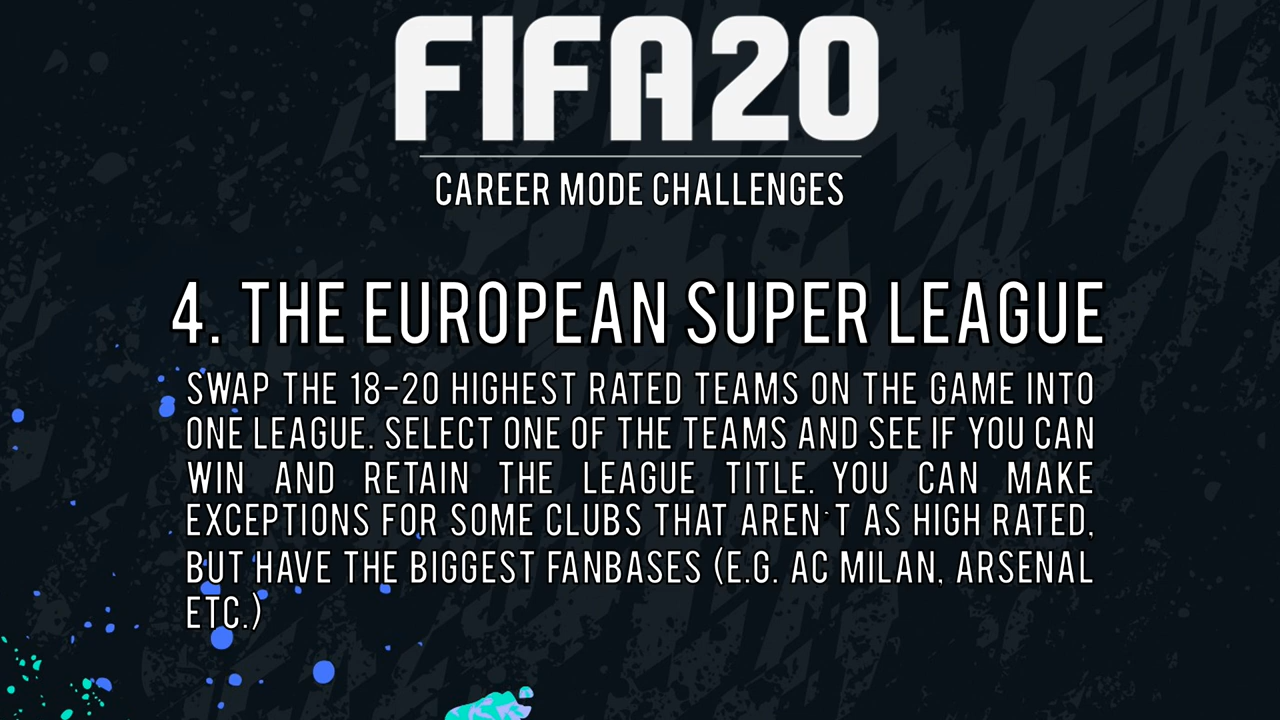 FIFA20
CAREER MODE CHALLENGES
4. THE EUROPEAN SUPER LEAGUE
SWAP THE 18-20 HIGHEST RATED TEAMS ON THE GAME INTO
ONE LEAGUE. SELECT ONE OF THE TEAMS AND SEE IF YOU CAN
WIN AND RETAIN THE LEAGUE TITLE. YOU CAN MAKE
EXCEPTIONS FOR SOME CLUBS THAT AREN'T AS HIGH RATED,
BUT HAVE THE BIGGEST FANBASES (E.G. AC MILAN, ARSENAL
ETC.)